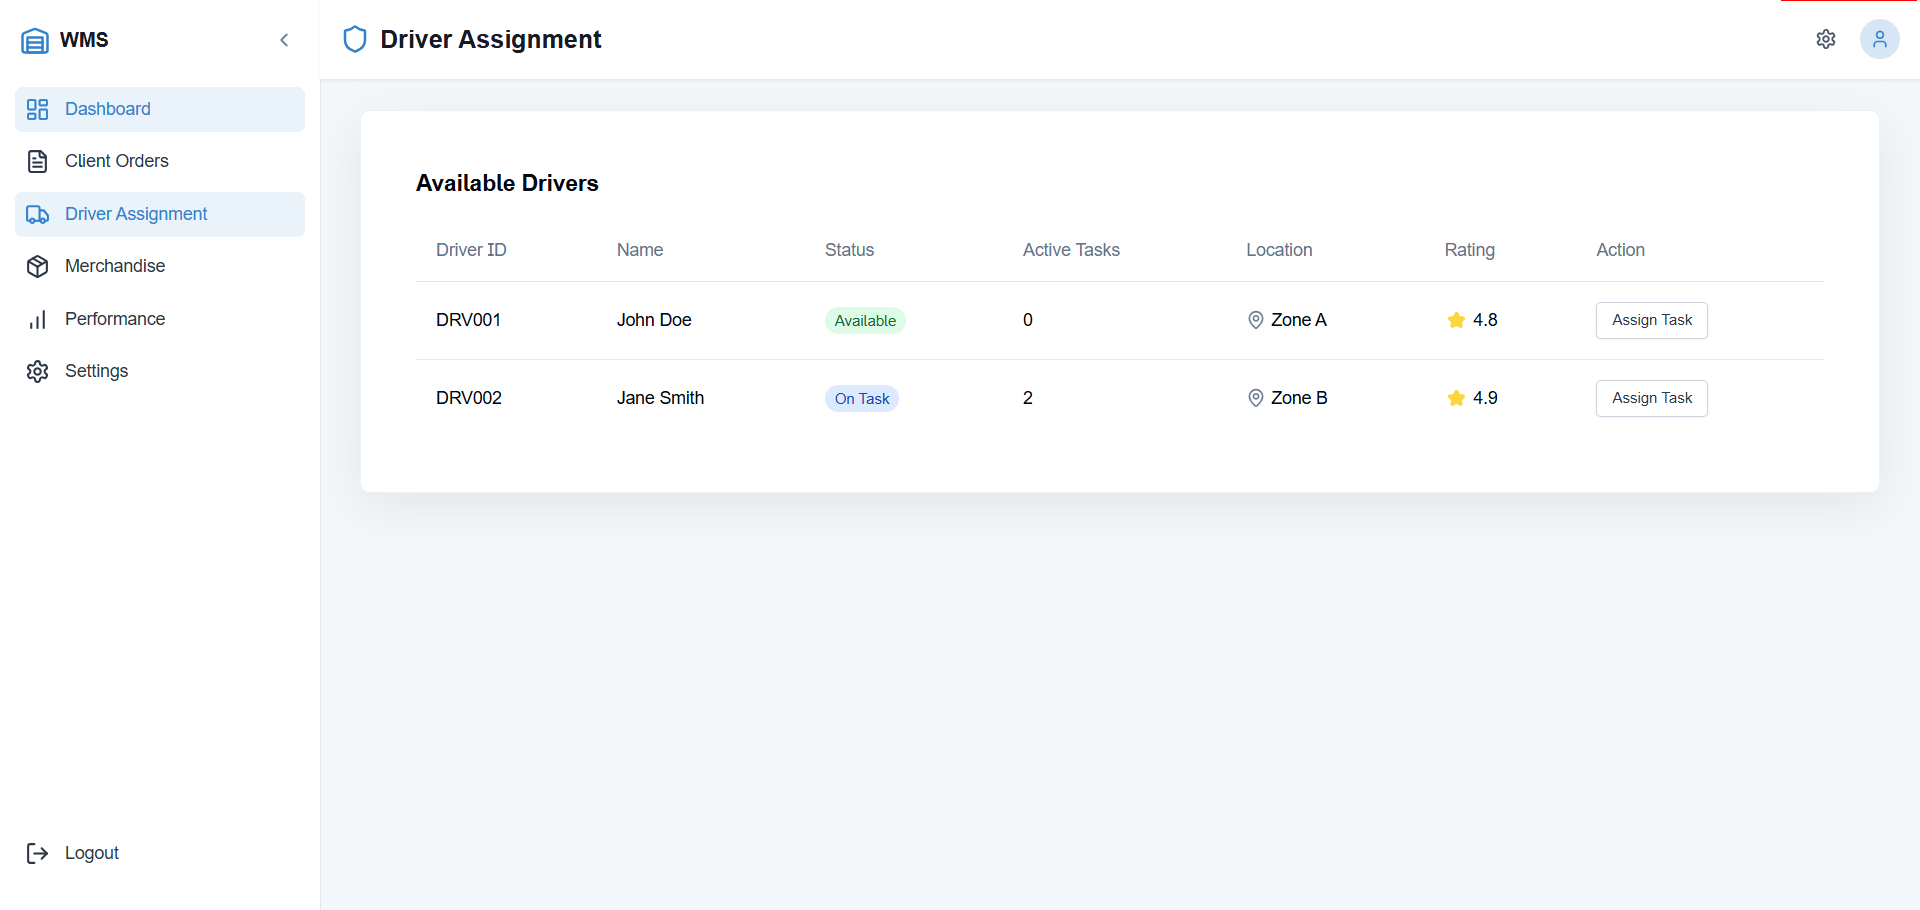 WMS
Dashboard
Client Orders
Driver Assignment
Merchandise
Performance
Settings
Logout
Driver Assignment
Available Drivers
Driver ID Name Status Active Tasks Location Rating Action
DRV001 John Doe Available 0 Zone A 4.8 Assign Task
DRV002 Jane Smith On Task 2 Zone B 4.9 Assign Task